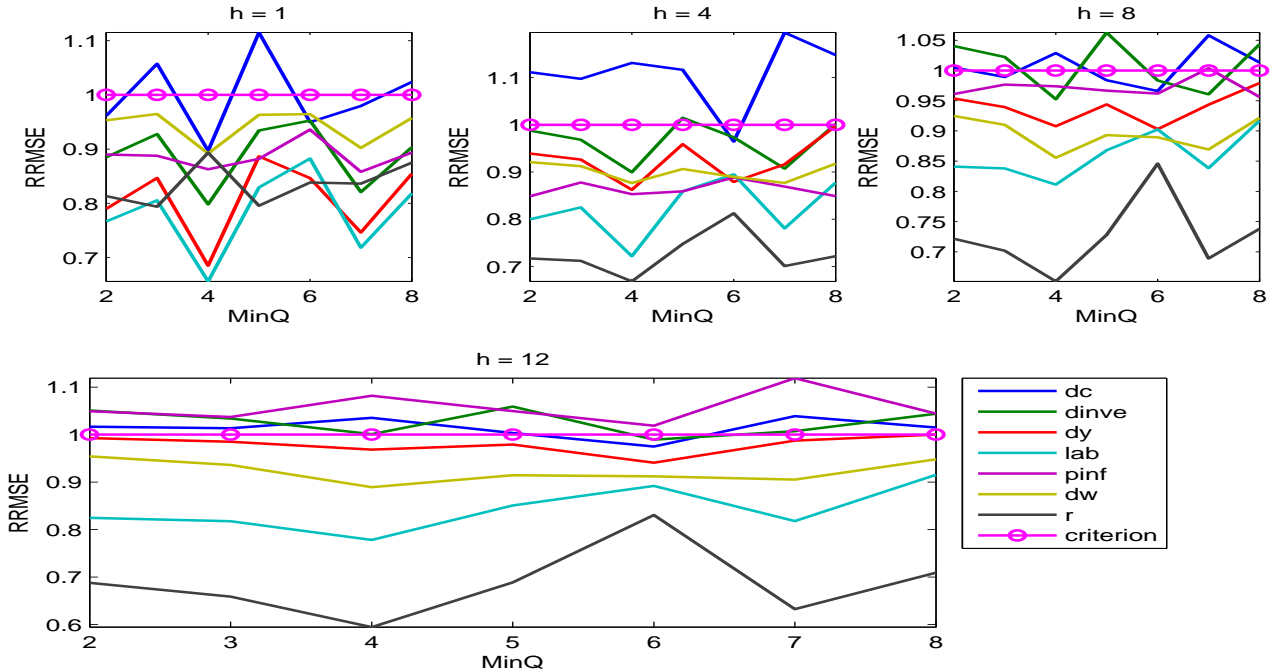 h = 1
1.1
1
0.9
0.8
0.7
RRMSE
2 4 6 8
MinQ
h = 4
1.1
1
0.9
0.8
0.7
RRMSE
2 3 4 5 6 7 8
MinQ
h = 8
1.05
1
0.95
0.9
0.85
0.8
0.75
0.7
RRMSE
2 4 6 8
MinQ
h = 12
1.1
1
0.9
0.8
0.7
0.6
RRMSE
2 3 4 5 6 7 8
MinQ
dc
dinve
dy
lab
pinf
dw
r
criterion